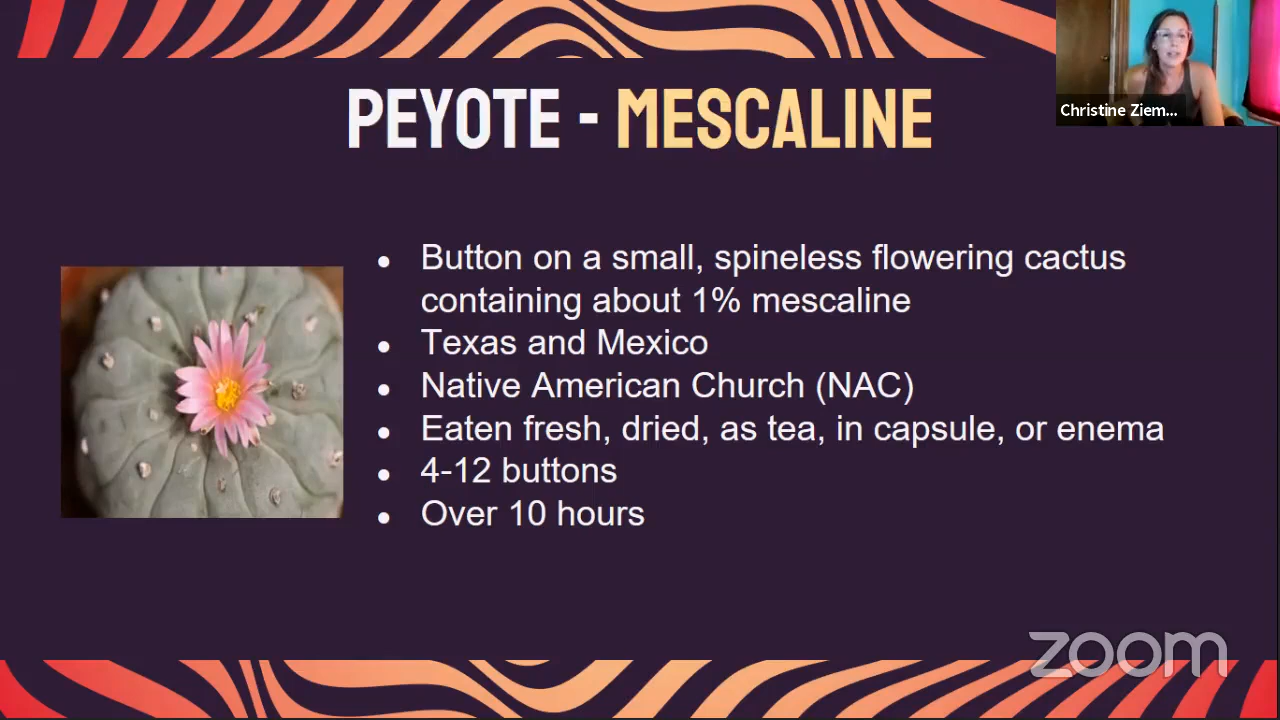 Christine Ziem...
PEYOTE - MESCALINE
● Button on a small, spineless flowering cactus
containing about 1% mescaline
● Texas and Mexico
● Native American Church (NAC)
● Eaten fresh, dried, as tea, in capsule, or enema
● 4-12 buttons
● Over 10 hours
zoom